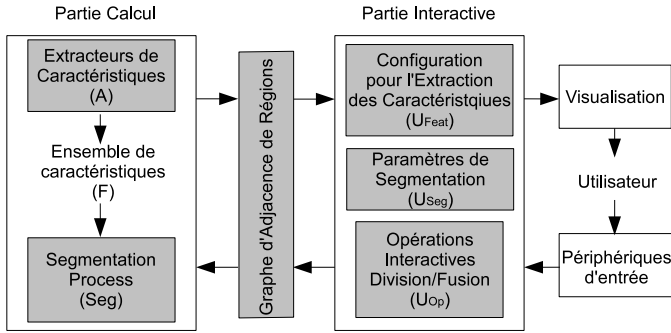 Partie Calcul
Extracteurs de
Caractéristiques
(A)
Ensemble de
caractéristiques
(F)
Segmentation
Process
(Seg)
Graphe d'Adjacence de Régions
Partie Interactive
Configuration
pour l'Extraction
des Caractéristqiues
(UFeat)
Paramètres de
Segmentation
(USeg)
Opérations
Interactives
Division/Fusion
(UOp)
Visualisation
Utilisateur
Périphériques
d'entrée